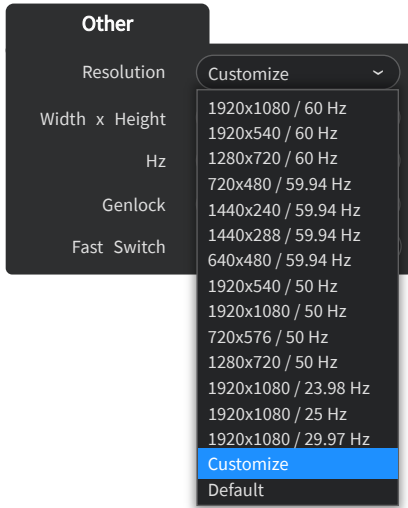 Other
Resolution Customize
Width x Height
Hz
Genlock
Fast Switch
1920x1080 / 60 Hz
1920x540 / 60 Hz
1280x720 / 60 Hz
720x480 / 59.94 Hz
1440x240 / 59.94 Hz
1440x288 / 59.94 Hz
640x480 / 59.94 Hz
1920x540 / 50 Hz
1920x1080 / 50 Hz
720x576 / 50 Hz
1280x720 / 50 Hz
1920x1080 / 23.98 Hz
1920x1080 / 25 Hz
1920x1080 / 29.97 Hz
Customize
Default